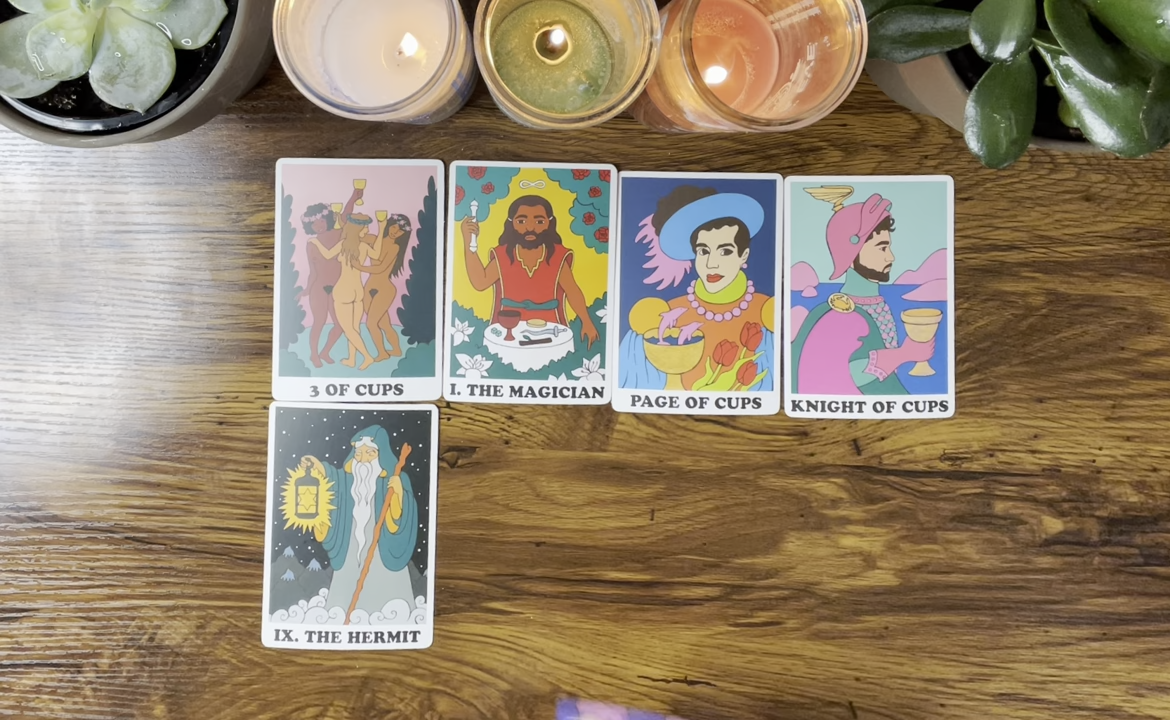 3 OF CUPS
I. THE MAGICIAN
PAGE OF CUPS
KNIGHT OF CUPS
IX. THE HERMIT